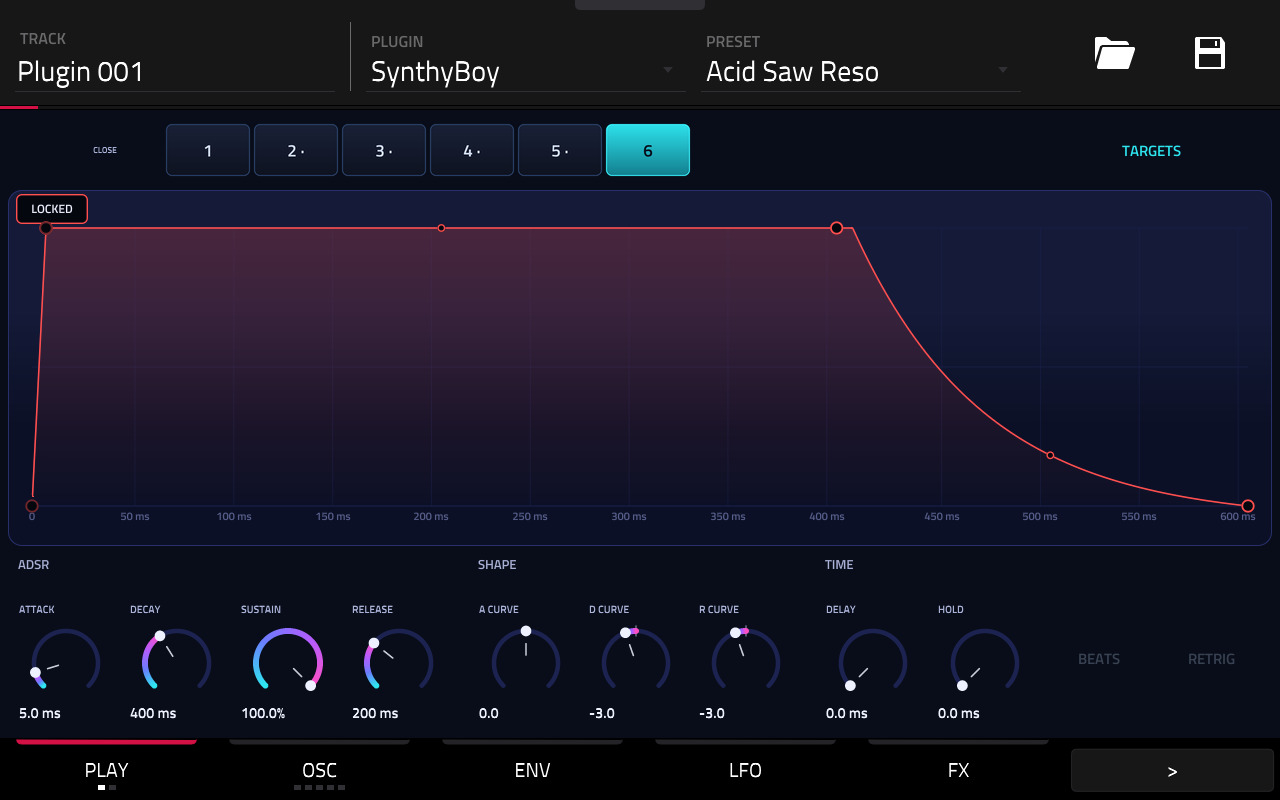 TRACK
Plugin 001
PLUGIN
SynthyBoy
PRESET
Acid Saw Reso
CLOSE
1
2 ·
3 ·
4 ·
5 ·
6
TARGETS
LOCKED
0
50 ms
100 ms
150 ms
200 ms
250 ms
300 ms
350 ms
400 ms
450 ms
500 ms
550 ms
600 ms
ADSR
SHAPE
TIME
ATTACK
DECAY
SUSTAIN
RELEASE
A CURVE
D CURVE
R CURVE
DELAY
HOLD
BEATS
RETRIG
5.0 ms
400 ms
100.0%
200 ms
0.0
-3.0
-3.0
0.0 ms
0.0 ms
PLAY
OSC
ENV
LFO
FX
>